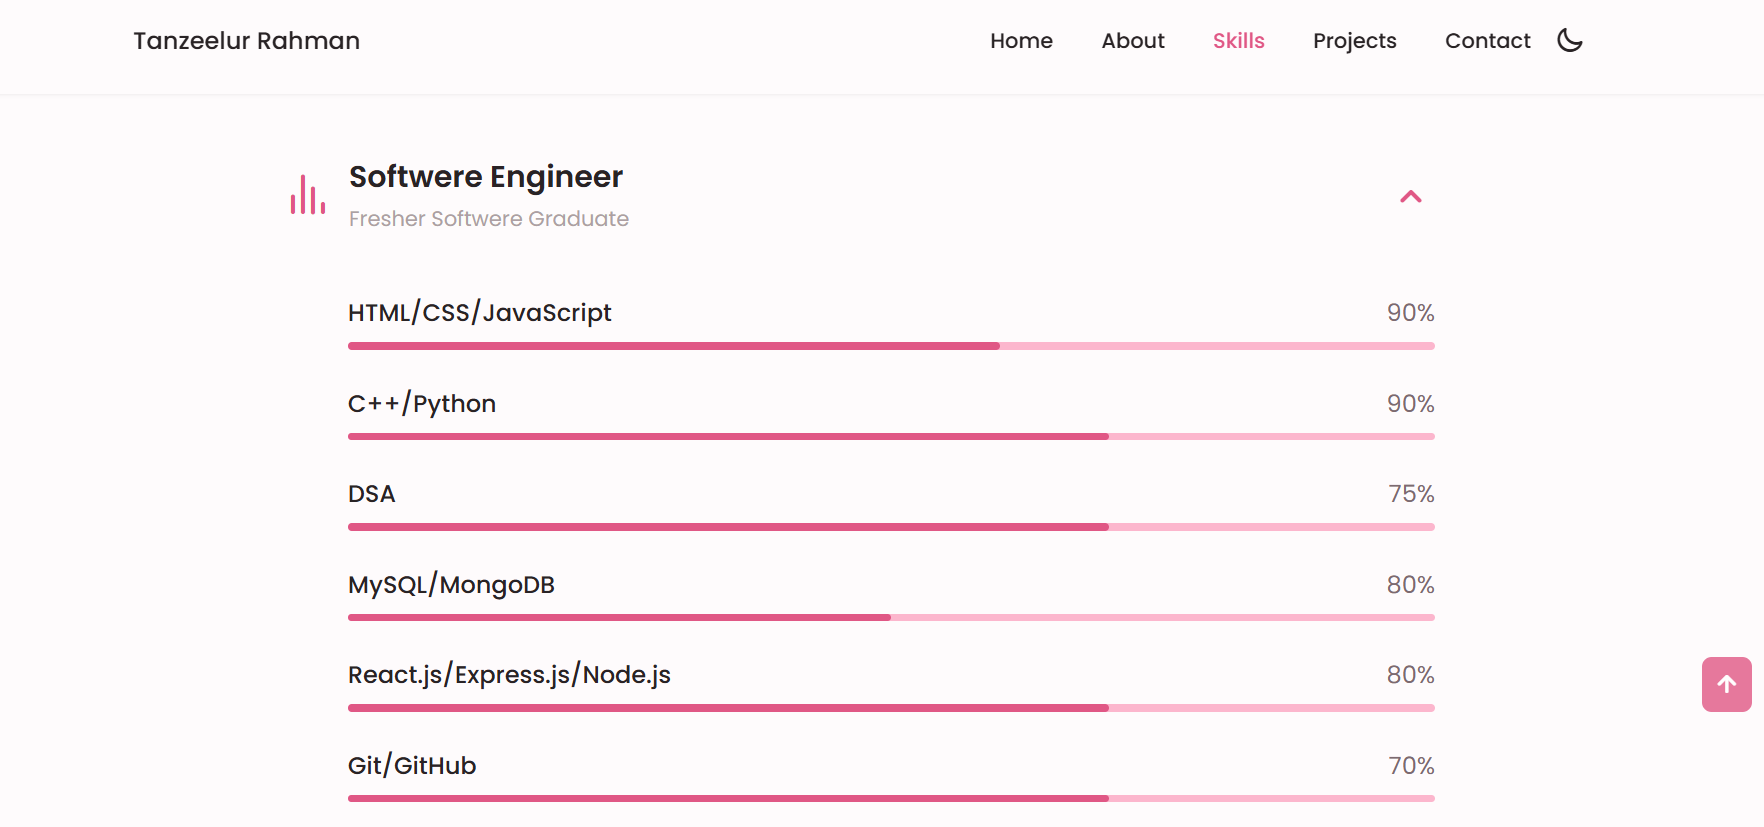 Tanzeelur Rahman
Home About Skills Projects Contact
Softwere Engineer
Fresher Softwere Graduate
HTML/CSS/JavaScript 90%
C++/Python 90%
DSA 75%
MySQL/MongoDB 80%
React.js/Express.js/Node.js 80%
Git/GitHub 70%